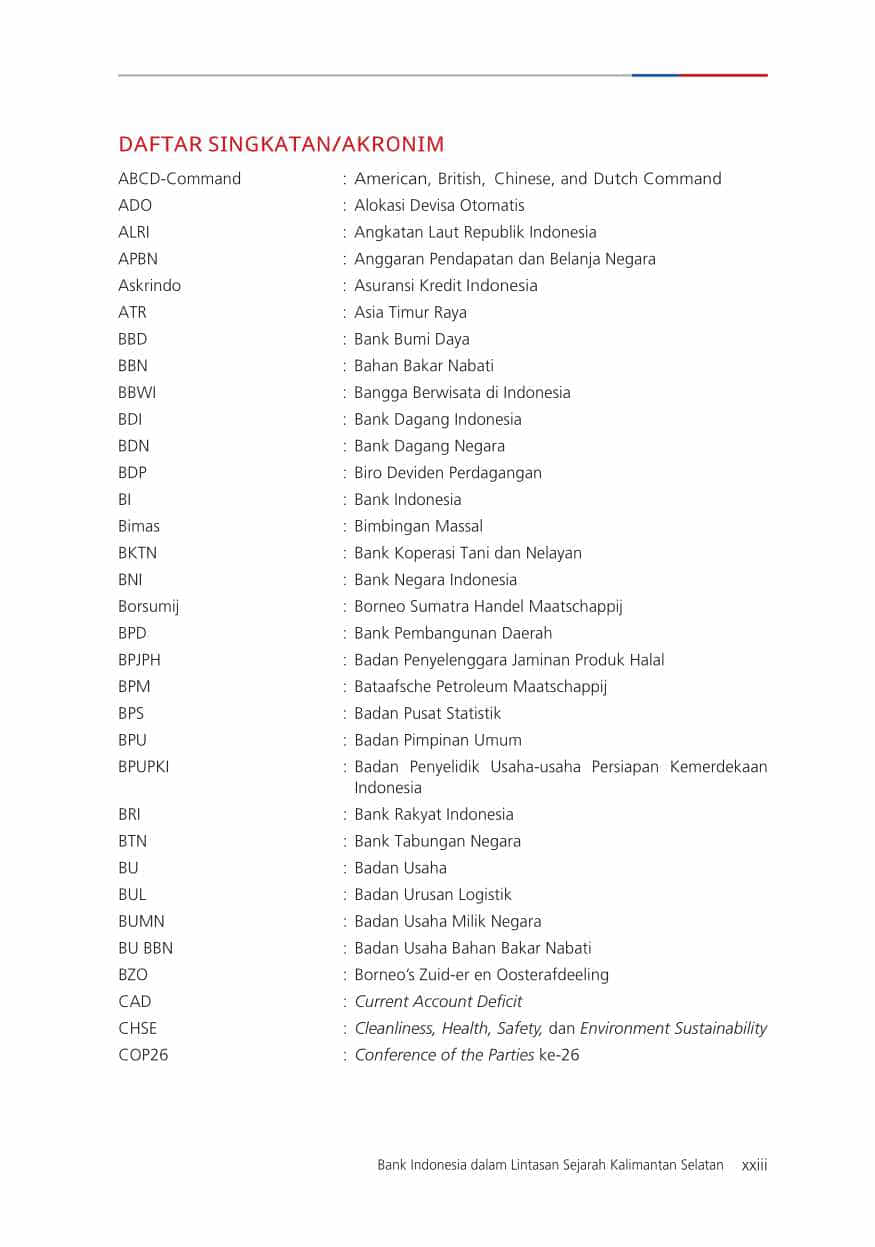 DAFTAR SINGKATAN/AKRONIM
ABCD-Command : American, British, Chinese, and Dutch Command
ADO : Alokasi Devisa Otomatis
ALRI : Angkatan Laut Republik Indonesia
APBN : Anggaran Pendapatan dan Belanja Negara
Askrindo : Asuransi Kredit Indonesia
ATR : Asia Timur Raya
BBD : Bank Bumi Daya
BBN : Bahan Bakar Nabati
BBWI : Bangga Berwisata di Indonesia
BDI : Bank Dagang Indonesia
BDN : Bank Dagang Negara
BDP : Biro Deviden Perdagangan
BI : Bank Indonesia
Bimas : Bimbingan Massal
BKTN : Bank Koperasi Tani dan Nelayan
BNI : Bank Negara Indonesia
Borsumij : Borneo Sumatra Handel Maatschappij
BPD : Bank Pembangunan Daerah
BPJPH : Badan Penyelenggara Jaminan Produk Halal
BPM : Bataafsche Petroleum Maatschappij
BPS : Badan Pusat Statistik
BPU : Badan Pimpinan Umum
BPUPKI : Badan Penyelidik Usaha-usaha Persiapan Kemerdekaan
Indonesia
BRI : Bank Rakyat Indonesia
BTN : Bank Tabungan Negara
BU : Badan Usaha
BUL : Badan Urusan Logistik
BUMN : Badan Usaha Milik Negara
BU BBN : Badan Usaha Bahan Bakar Nabati
BZO : Borneo’s Zuid-er en Oosterafdeeling
CAD : Current Account Deficit
CHSE : Cleanliness, Health, Safety, dan Environment Sustainability
COP26 : Conference of the Parties ke-26
Bank Indonesia dalam Lintasan Sejarah Kalimantan Selatan xxiii